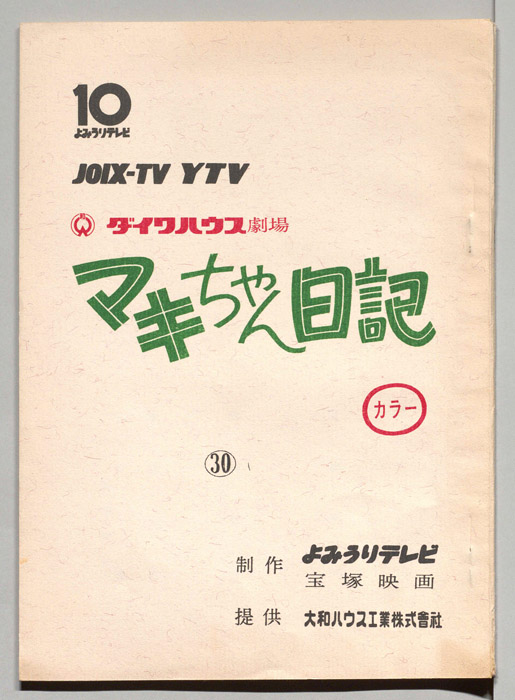 10
よみうりテレビ
JOIX-TV YTV
ダイワハウス劇場
マキちゃん日記
カラー
30
制作 よみうりテレビ
宝塚映画
提供 大和ハウス工業株式會社